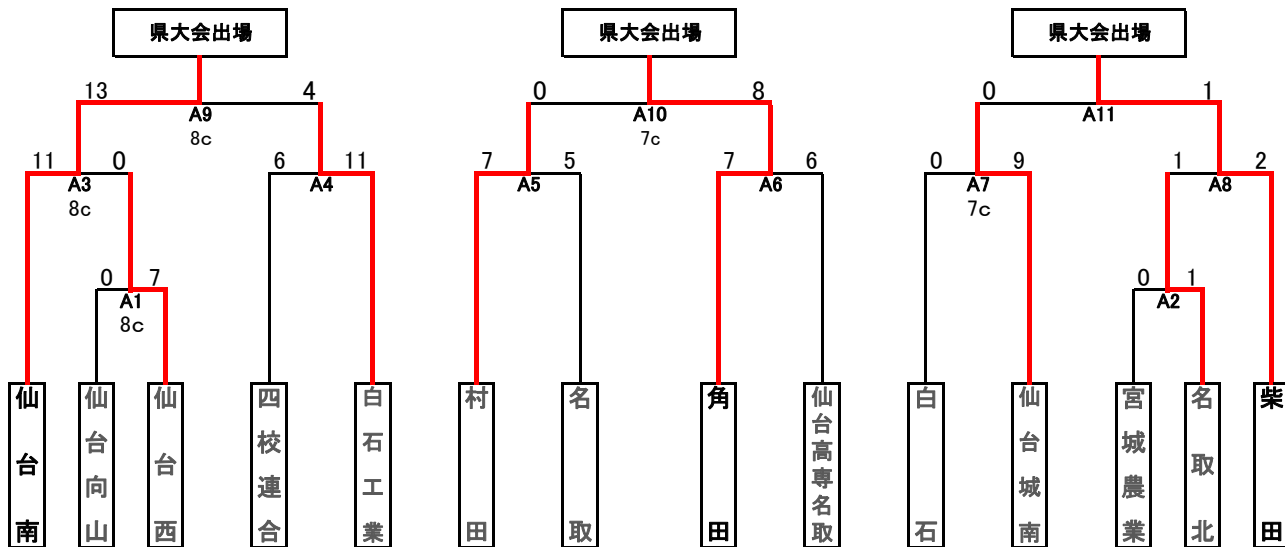 県大会出場 県大会出場 県大会出場
13 4 0 8 0 1
A9 A10 A11
8c 7c
11 0 6 11 7 5 7 6 0 9 1 2
A3 A4 A5 A6 A7 A8
8c 7c
0 7 0 1
A1 A2
8c
仙台南
仙台向山
仙台西
四校連合
白石工業
村田
名取
角田
仙台高専名取
白石
仙台城南
宮城農業
名取北
柴田